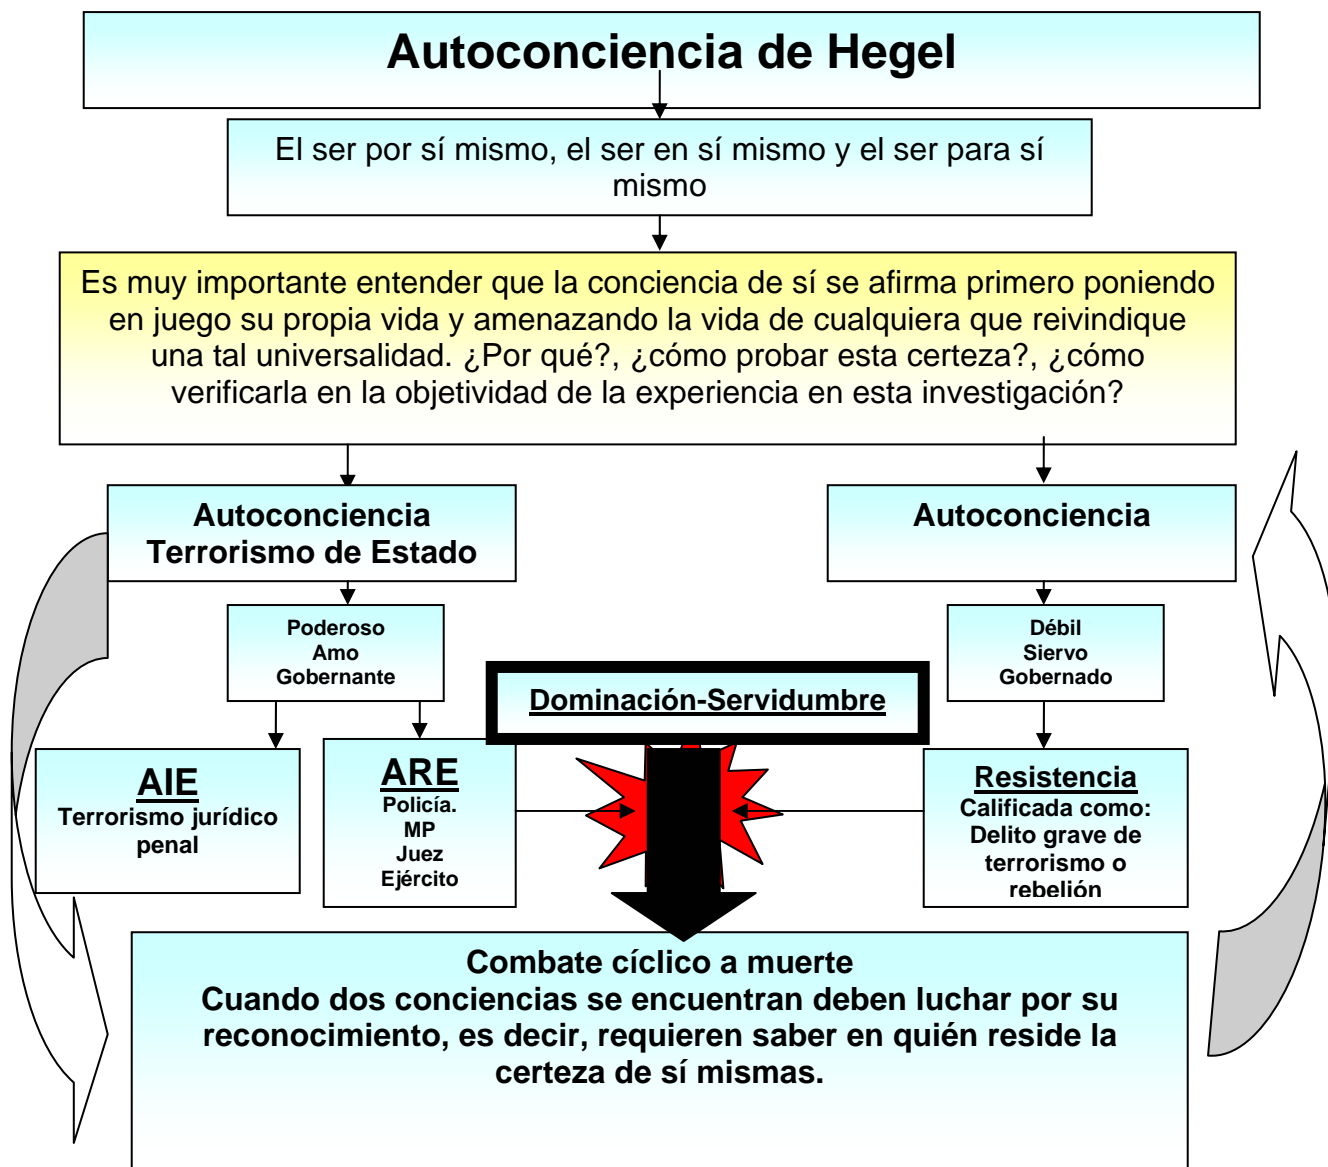 Autoconciencia de Hegel
El ser por sí mismo, el ser en sí mismo y el ser para sí
mismo
Es muy importante entender que la conciencia de sí se afirma primero poniendo
en juego su propia vida y amenazando la vida de cualquiera que reivindique
una tal universalidad. ¿Por qué?, ¿cómo probar esta certeza?, ¿cómo
verificarla en la objetividad de la experiencia en esta investigación?
Autoconciencia
Terrorismo de Estado
Autoconciencia
Poderoso
Amo
Gobernante
Débil
Siervo
Gobernado
Dominación-Servidumbre
AIE
Terrorismo jurídico
penal
ARE
Policía.
MP
Juez
Ejército
Resistencia
Calificada como:
Delito grave de
terrorismo o
rebelión
Combate cíclico a muerte
Cuando dos conciencias se encuentran deben luchar por su
reconocimiento, es decir, requieren saber en quién reside la
certeza de sí mismas.